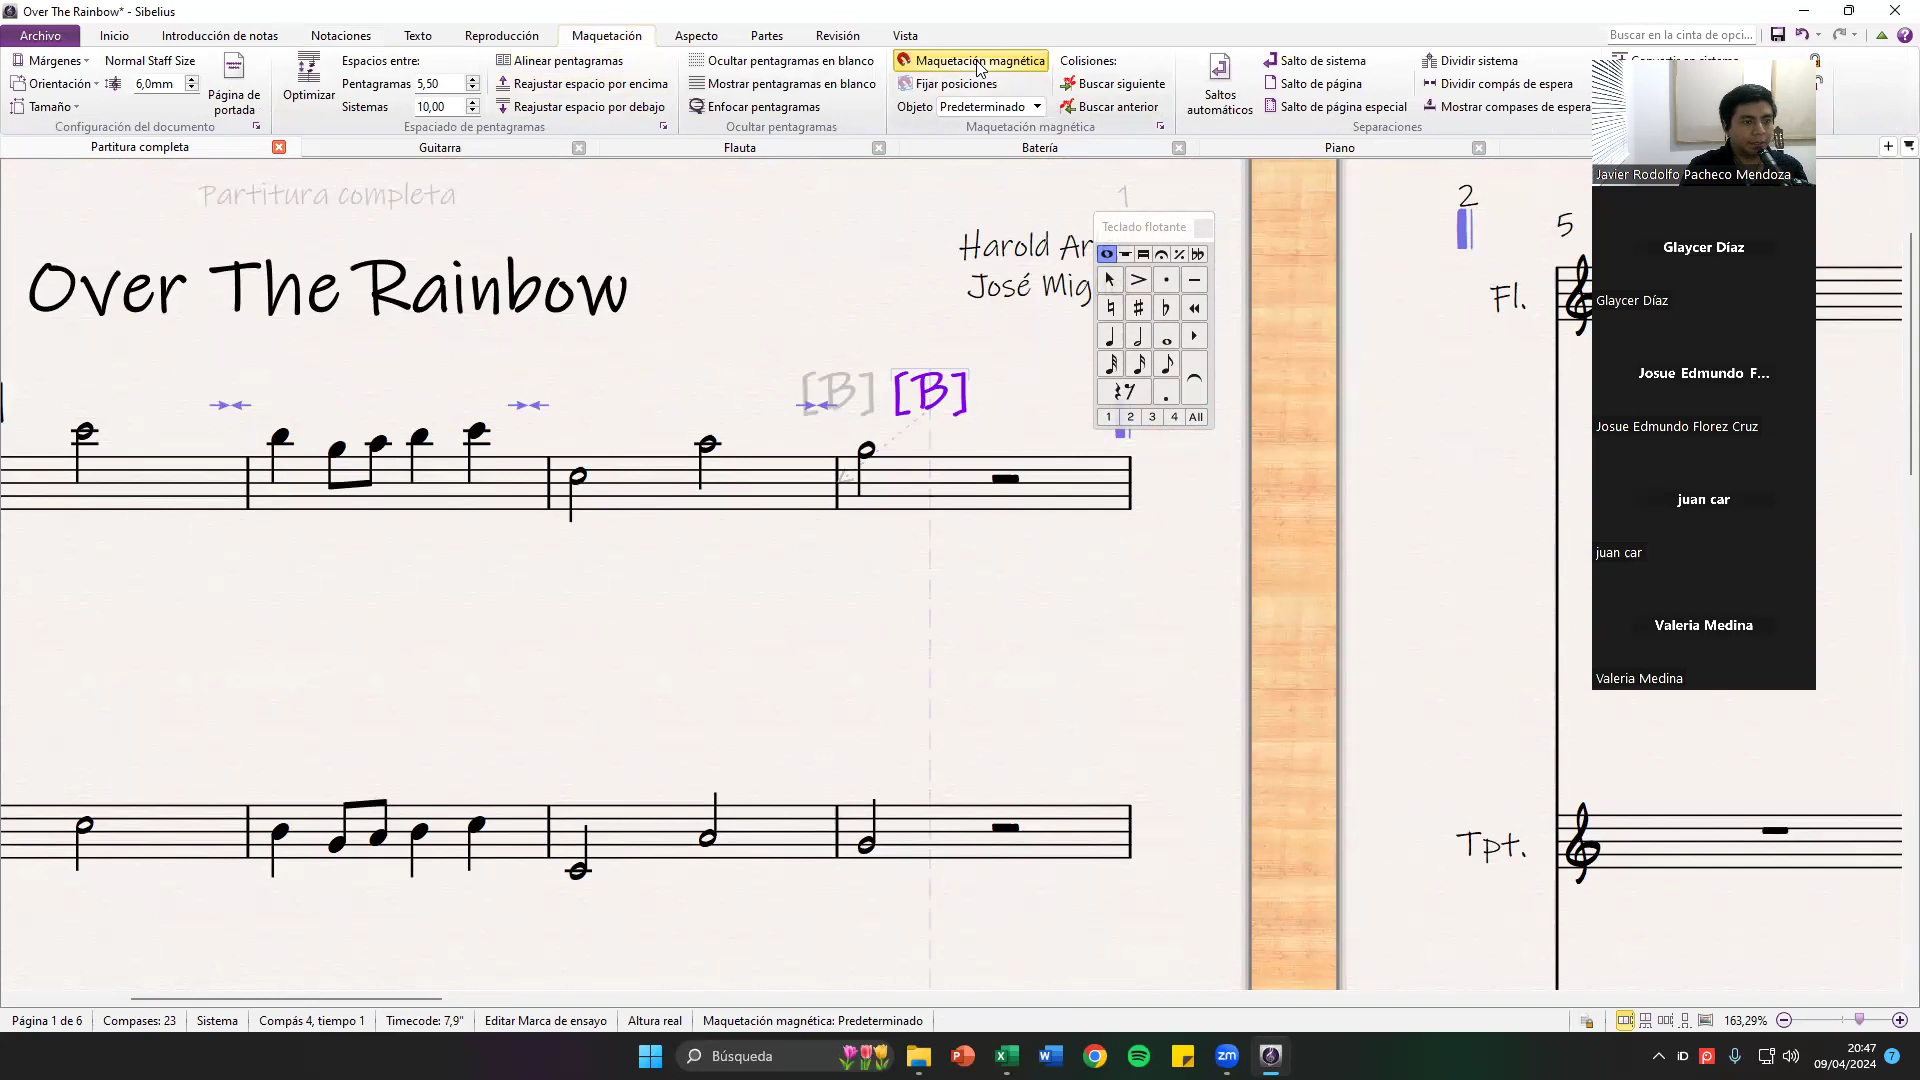 Over The Rainbow* - Sibelius
Archivo Inicio Introducción de notas Notaciones Texto Reproducción Maquetación Aspecto Partes Revisión Vista Buscar en la cinta de opci...
Márgenes Normal Staff Size Espacios entre: Alinear pentagramas Ocultar pentagramas en blanco Maquetación magnética Colisiones: Salto de sistema Dividir sistema
Orientación 6,0mm Página de portada Optimizar Pentagramas 5,50 Reajustar espacio por encima Mostrar pentagramas en blanco Fijar posiciones Buscar siguiente Saltos automáticos Salto de página Dividir compás de espera
Tamaño Sistemas 10,00 Reajustar espacio por debajo Enfocar pentagramas Objeto Predeterminado Buscar anterior Salto de página especial Mostrar compases de espera
Configuración del documento Espaciado de pentagramas Ocultar pentagramas Maquetación magnética Separaciones
Partitura completa Guitarra Flauta Batería Piano
Partitura completa 1 2
Harold Ar
José Mig
Over The Rainbow
Teclado flotante
1 2 3 4 All
[B] [B]
5
Fl.
Tpt.
Javier Rodolfo Pacheco Mendoza
Glaycer Díaz
Glaycer Díaz
Josue Edmundo F...
Josue Edmundo Florez Cruz
juan car
juan car
Valeria Medina
Valeria Medina
Página 1 de 6 Compases: 23 Sistema Compás 4, tiempo 1 Timecode: 7,9" Editar Marca de ensayo Altura real Maquetación magnética: Predeterminado 163,29%
Búsqueda
zm
iD
20:47
09/04/2024
7